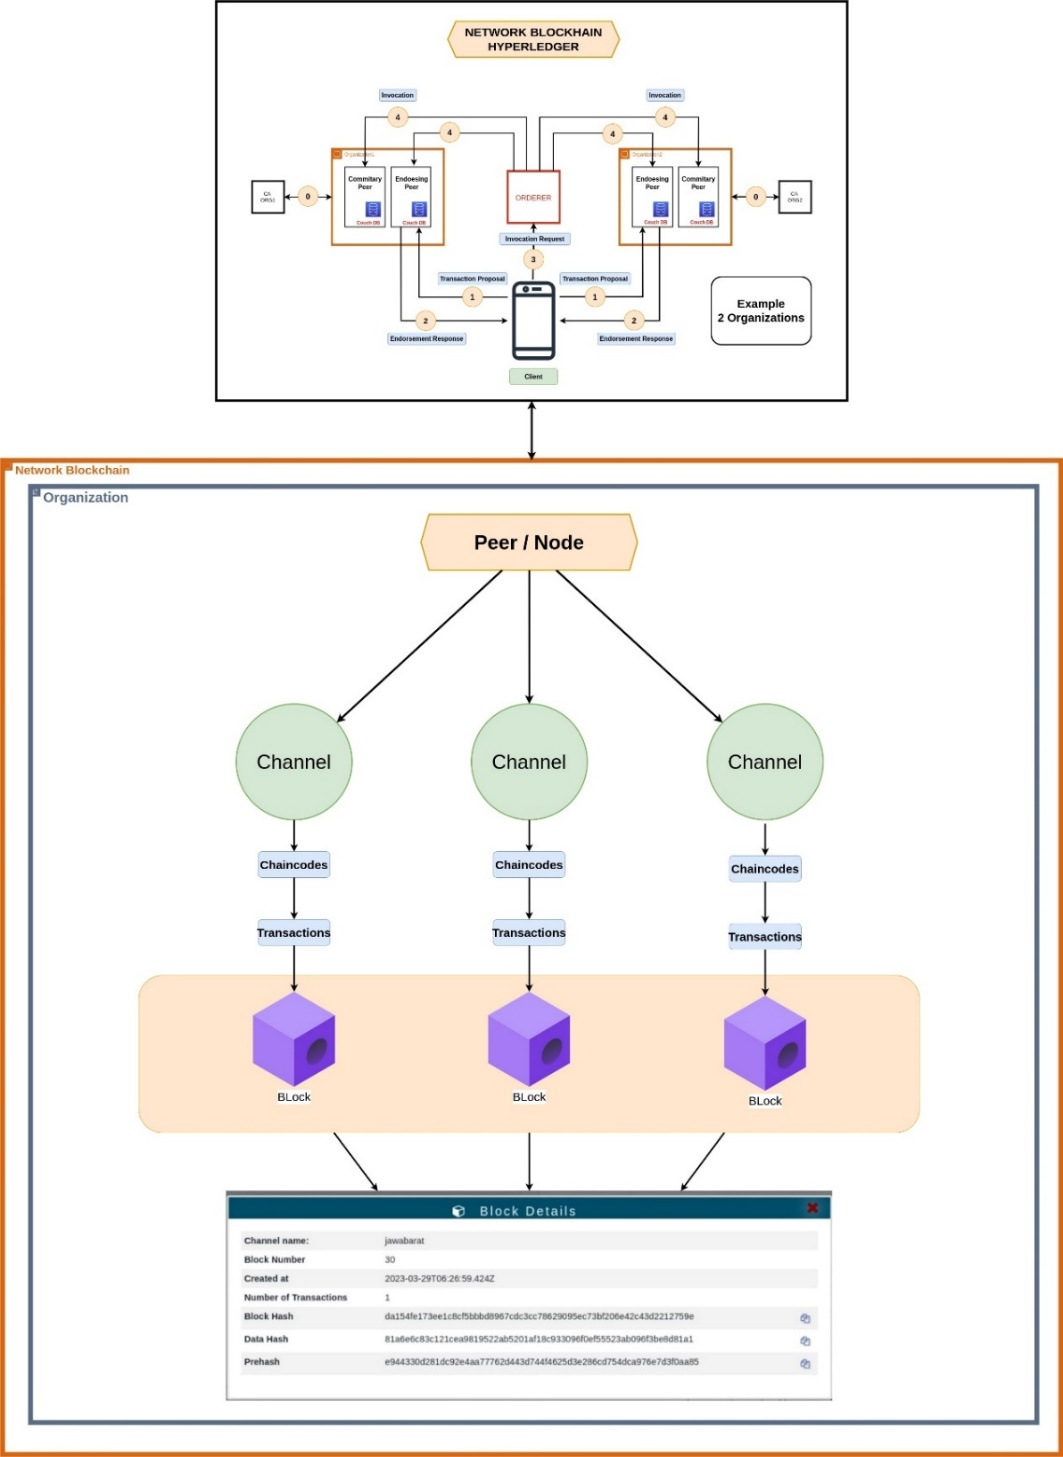 NETWORK BLOCKHAIN
HYPERLEDGER
Invocation
Invocation
4
4
4
4
Organization1
Organization2
Commitary
Peer
Couch DB
Endoesing
Peer
Couch DB
ORDERER
Endoesing
Peer
Couch DB
Commitary
Peer
Couch DB
CA
ORG1
0
0
CA
ORG2
Invocation Request
3
Transaction Proposal
Transaction Proposal
1
1
2
2
Endorsement Response
Endorsement Response
Client
Example
2 Organizations
Network Blockchain
Organization
Peer / Node
Channel
Channel
Channel
Chaincodes
Chaincodes
Chaincodes
Transactions
Transactions
Transactions
BLock
BLock
BLock
Block Details
Channel name: jawabarat
Block Number 30
Created at 2023-03-29T06:26:59.424Z
Number of Transactions 1
Block Hash
Data Hash
Prehash